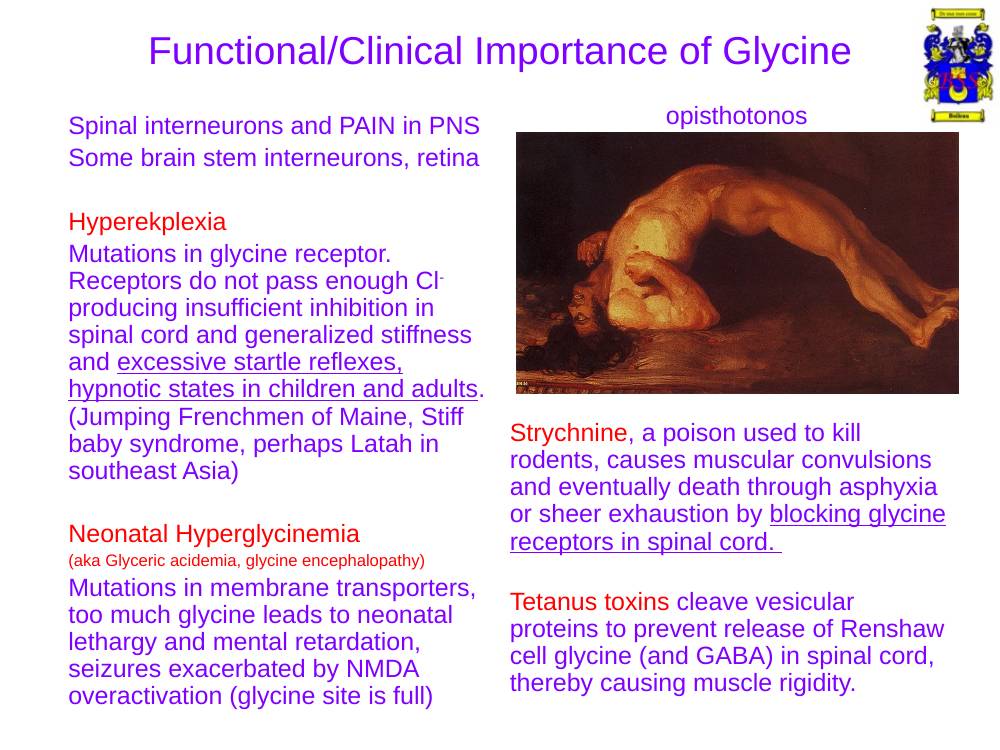 Functional/Clinical Importance of Glycine
Spinal interneurons and PAIN in PNS
Some brain stem interneurons, retina
Hyperekplexia
Mutations in glycine receptor.
Receptors do not pass enough Cl-
producing insufficient inhibition in
spinal cord and generalized stiffness
and excessive startle reflexes,
hypnotic states in children and adults.
(Jumping Frenchmen of Maine, Stiff
baby syndrome, perhaps Latah in
southeast Asia)
Neonatal Hyperglycinemia
(aka Glyceric acidemia, glycine encephalopathy)
Mutations in membrane transporters,
too much glycine leads to neonatal
lethargy and mental retardation,
seizures exacerbated by NMDA
overactivation (glycine site is full)
opisthotonos
Strychnine, a poison used to kill
rodents, causes muscular convulsions
and eventually death through asphyxia
or sheer exhaustion by blocking glycine
receptors in spinal cord.
Tetanus toxins cleave vesicular
proteins to prevent release of Renshaw
cell glycine (and GABA) in spinal cord,
thereby causing muscle rigidity.